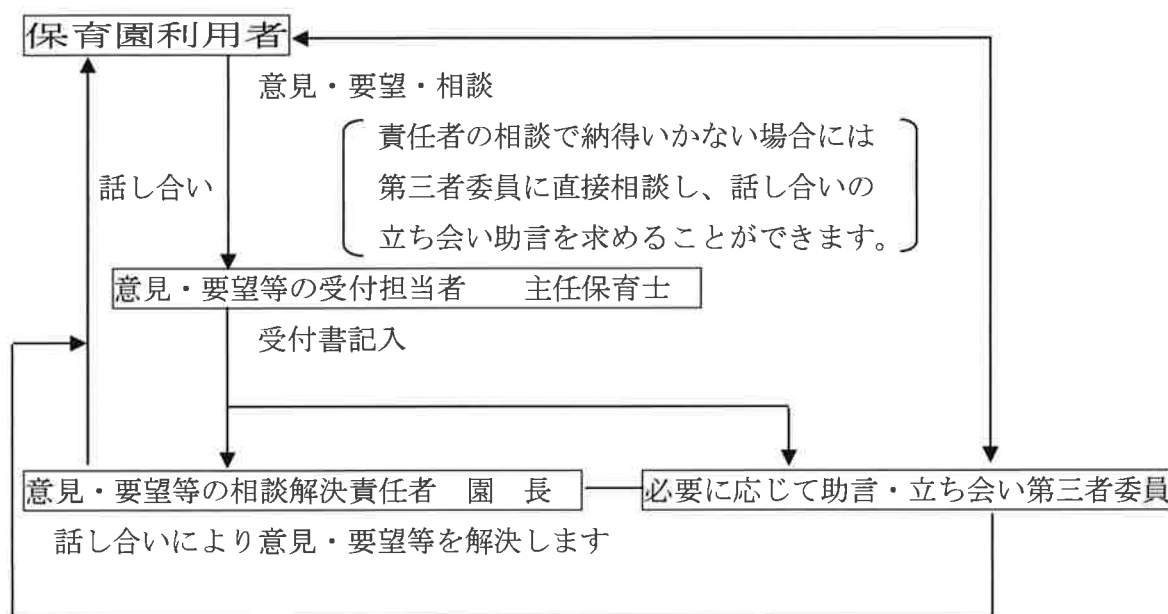 保育園利用者
意見・要望・相談
責任者の相談で納得いかない場合には
第三者委員に直接相談し、話し合いの
立ち会い助言を求めることができます。
話し合い
意見・要望等の受付担当者　主任保育士
受付書記入
意見・要望等の相談解決責任者　園　長
必要に応じて助言・立ち会い第三者委員
話し合いにより意見・要望等を解決します